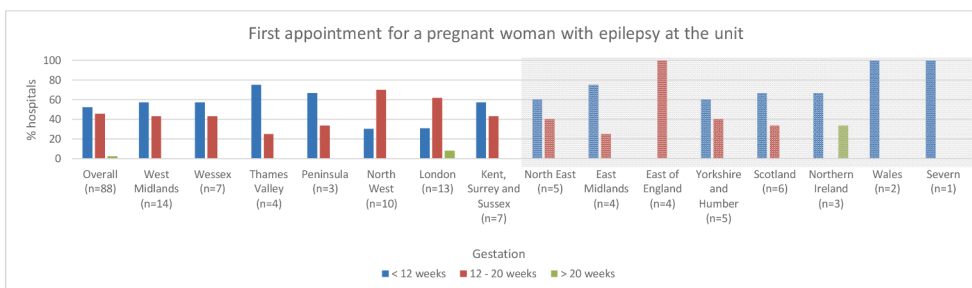 First appointment for a pregnant woman with epilepsy at the unit
% hospitals
100
80
60
40
20
0
Overall
(n=88)
West
Midlands
(n=14)
Wessex
(n=7)
Thames
Valley
(n=4)
Peninsula
(n=3)
North
West
(n=10)
London
(n=13)
Kent,
Surrey and
Sussex
(n=7)
North East
(n=5)
East
Midlands
(n=4)
East of
England
(n=4)
Yorkshire
and
Humber
(n=5)
Scotland
(n=6)
Northern
Ireland
(n=3)
Wales
(n=2)
Severn
(n=1)
Gestation
< 12 weeks
12 - 20 weeks
> 20 weeks